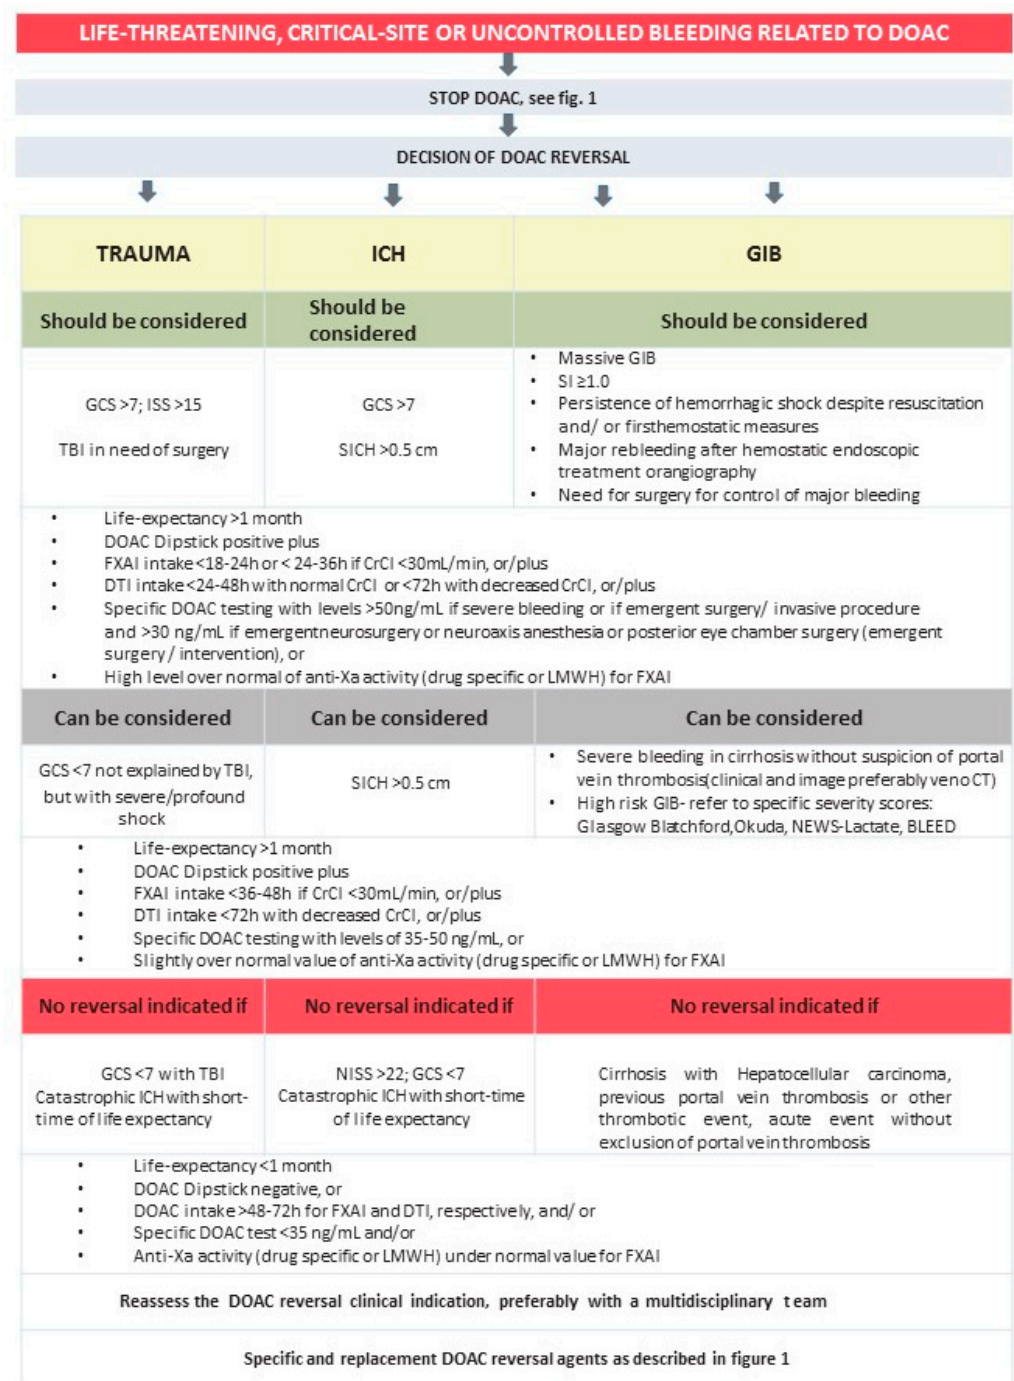 LIFE-THREATENING, CRITICAL-SITE OR UNCONTROLLED BLEEDING RELATED TO DOAC
STOP DOAC, see fig. 1
DECISION OF DOAC REVERSAL
TRAUMA
ICH
GIB
Should be considered
Should be
considered
Should be considered
GCS >7; ISS >15
TBI in need of surgery
GCS >7
SICH >0.5 cm
• Massive GIB
• SI ≥1.0
• Persistence of hemorrhagic shock despite resuscitation
and/ or firsthemostatic measures
• Major rebleeding after hemostatic endoscopic
treatment orangiography
• Need for surgery for control of major bleeding
• Life-expectancy >1 month
• DOAC Dipstick positive plus
• FXAI intake <18-24h or < 24-36h if CrCl <30mL/min, or/plus
• DTI intake <24-48h with normal CrCl or <72h with decreased CrCl, or/plus
• Specific DOAC testing with levels >50ng/mL if severe bleeding or if emergent surgery/ invasive procedure
and >30 ng/mL if emergentneurosurgery or neuroaxis anesthesia or posterior eye chamber surgery (emergent
surgery / intervention), or
• High level over normal of anti-Xa activity (drug specific or LMWH) for FXAI
Can be considered
Can be considered
Can be considered
GCS <7 not explained by TBI,
but with severe/profound
shock
SICH >0.5 cm
• Severe bleeding in cirrhosis without suspicion of portal
vein thrombosis(clinical and image preferably veno CT)
• High risk GIB- refer to specific severity scores:
Glasgow Blatchford,Okuda, NEWS-Lactate, BLEED
• Life-expectancy >1 month
• DOAC Dipstick positive plus
• FXAI intake <36-48h if CrCl <30mL/min, or/plus
• DTI intake <72h with decreased CrCl, or/plus
• Specific DOAC testing with levels of 35-50 ng/mL, or
• Slightly over normal value of anti-Xa activity (drug specific or LMWH) for FXAI
No reversal indicated if
No reversal indicated if
No reversal indicated if
GCS <7 with TBI
Catastrophic ICH with short-
time of life expectancy
NISS >22; GCS <7
Catastrophic ICH with short-time
of life expectancy
Cirrhosis with Hepatocellular carcinoma,
previous portal vein thrombosis or other
thrombotic event, acute event without
exclusion of portal vein thrombosis
• Life-expectancy <1 month
• DOAC Dipstick negative, or
• DOAC intake >48-72h for FXAI and DTI, respectively, and/ or
• Specific DOAC test <35 ng/mL and/or
• Anti-Xa activity (drug specific or LMWH) under normal value for FXAI
Reassess the DOAC reversal clinical indication, preferably with a multidisciplinary team
Specific and replacement DOAC reversal agents as described in figure 1